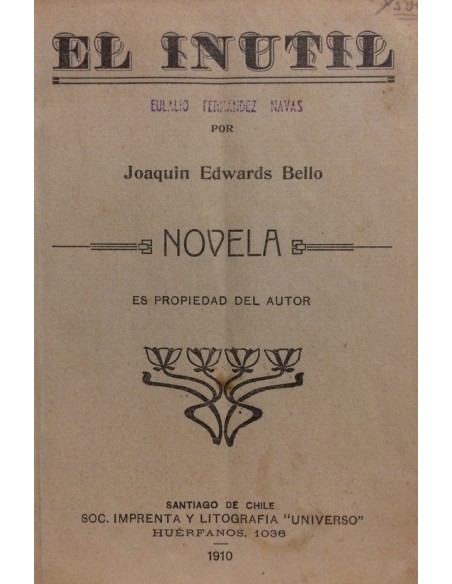 EL INUTIL
EULALIO FERNANDEZ NAVAS
POR
Joaquin Edwards Bello
NOVELA
ES PROPIEDAD DEL AUTOR
SANTIAGO DE CHILE
SOC. IMPRENTA Y LITOGRAFIA "UNIVERSO"
HUÉRFANOS, 1036
1910